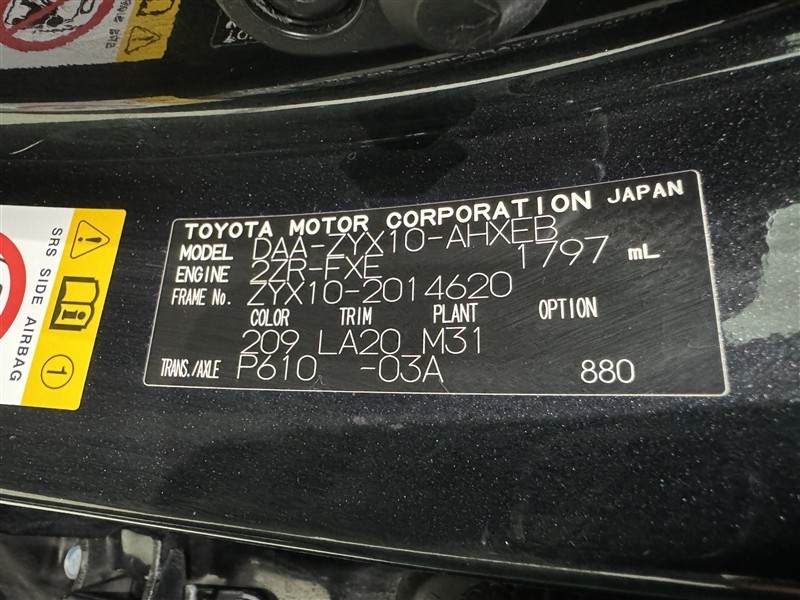 TOYOTA MOTOR CORPORATION JAPAN
MODEL DAA-ZYX10-AHXEB
ENGINE 2ZR-FXE 1797 mL
FRAME No. ZYX10-2014620
COLOR TRIM PLANT OPTION
209 LA20 M31
TRANS./AXLE P610 -03A 880
SRS SIDE AIRBAG
1